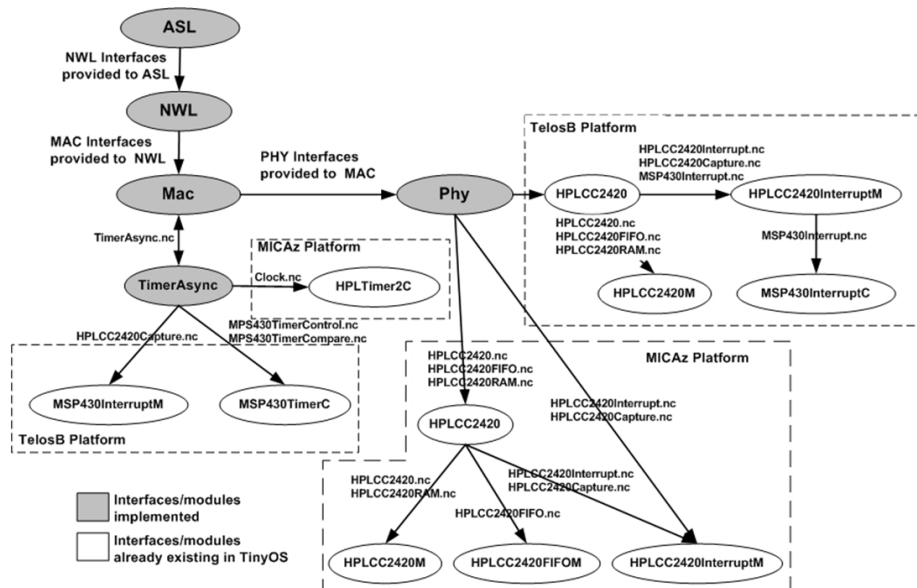 ASL
NWL Interfaces
provided to ASL
NWL
MAC Interfaces
provided to NWL
PHY Interfaces
provided to MAC
Mac
Phy
TimerAsync.nc
TimerAsync
MICAz Platform
Clock.nc
HPLTimer2C
HPLCC2420Capture.nc
MPS430TimerControl.nc
MPS430TimerCompare.nc
MSP430InterruptM
MSP430TimerC
TelosB Platform
TelosB Platform
HPLCC2420Interrupt.nc
HPLCC2420Capture.nc
MSP430Interrupt.nc
HPLCC2420
HPLCC2420InterruptM
HPLCC2420.nc
HPLCC2420FIFO.nc
HPLCC2420RAM.nc
MSP430Interrupt.nc
HPLCC2420M
MSP430InterruptC
MICAz Platform
HPLCC2420.nc
HPLCC2420FIFO.nc
HPLCC2420RAM.nc
HPLCC2420Interrupt.nc
HPLCC2420Capture.nc
HPLCC2420
HPLCC2420.nc
HPLCC2420RAM.nc
HPLCC2420Interrupt.nc
HPLCC2420Capture.nc
HPLCC2420FIFO.nc
HPLCC2420M
HPLCC2420FIFOM
HPLCC2420InterruptM
Interfaces/modules
implemented
Interfaces/modules
already existing in TinyOS